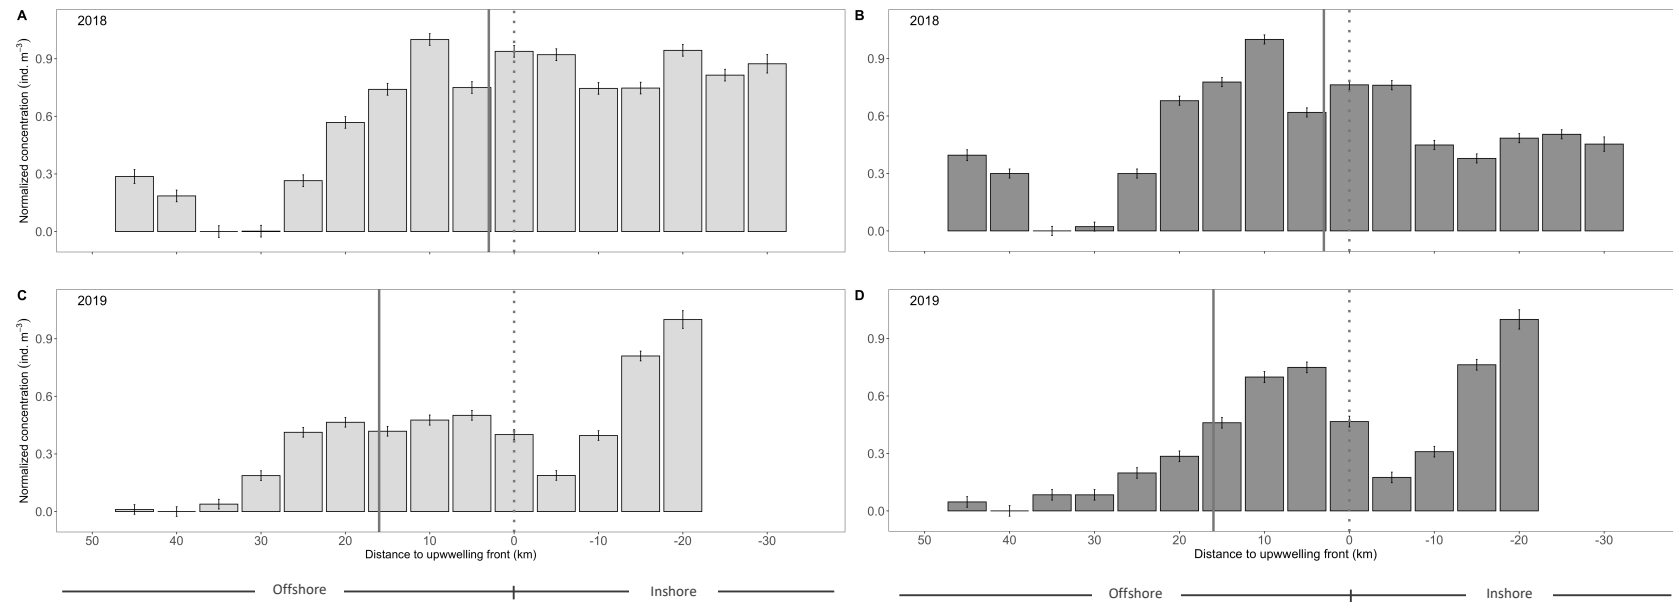 A
2018
Normalized concentration (ind. m⁻³)
0.9
0.6
0.3
0.0
B
2018
0.9
0.6
0.3
0.0
C
2019
Normalized concentration (ind. m⁻³)
0.9
0.6
0.3
0.0
50 40 30 20 10 0 -10 -20 -30
Distance to upwwelling front (km)
Offshore Inshore
D
2019
0.9
0.6
0.3
0.0
50 40 30 20 10 0 -10 -20 -30
Distance to upwwelling front (km)
Offshore Inshore